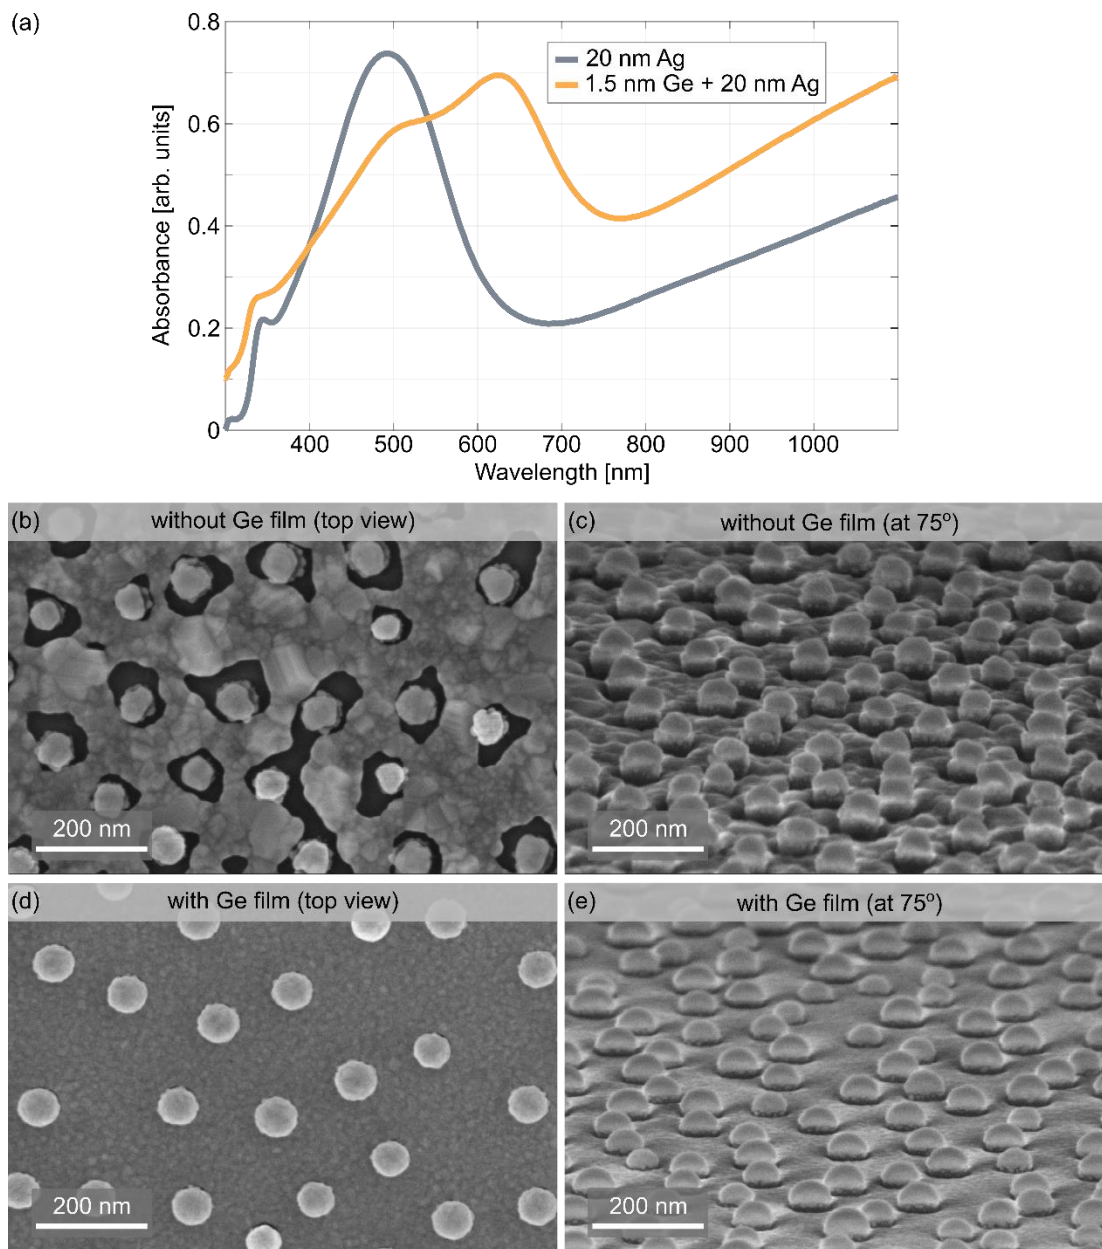 (a)
0.8
0.6
0.4
0.2
0
Absorbance [arb. units]
20 nm Ag
1.5 nm Ge + 20 nm Ag
400 500 600 700 800 900 1000
Wavelength [nm]
(b) without Ge film (top view)
200 nm
(c) without Ge film (at 75º)
200 nm
(d) with Ge film (top view)
200 nm
(e) with Ge film (at 75º)
200 nm